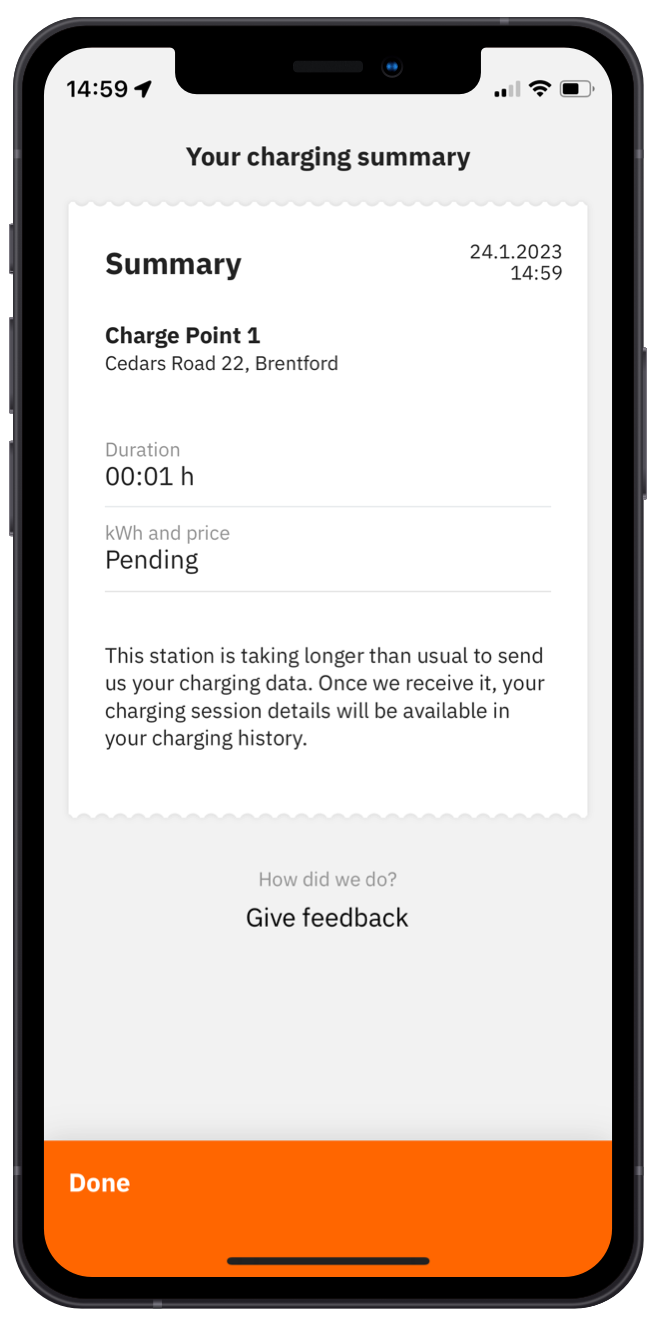 14:59
Your charging summary
Summary
24.1.2023
14:59
Charge Point 1
Cedars Road 22, Brentford
Duration
00:01 h
kWh and price
Pending
This station is taking longer than usual to send
us your charging data. Once we receive it, your
charging session details will be available in
your charging history.
How did we do?
Give feedback
Done